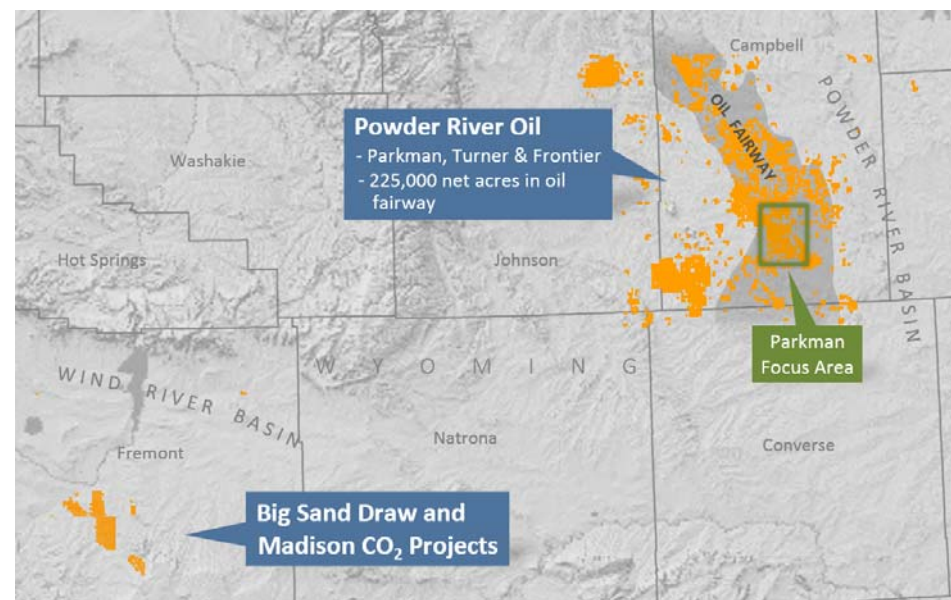 Campbell
POWDER RIVER BASIN
OIL FAIRWAY
Powder River Oil
- Parkman, Turner & Frontier
- 225,000 net acres in oil
fairway
Washakie
Hot Springs
Johnson
Parkman
Focus Area
WYOMING
WIND RIVER BASIN
Natrona
Converse
Fremont
Big Sand Draw and
Madison CO₂ Projects